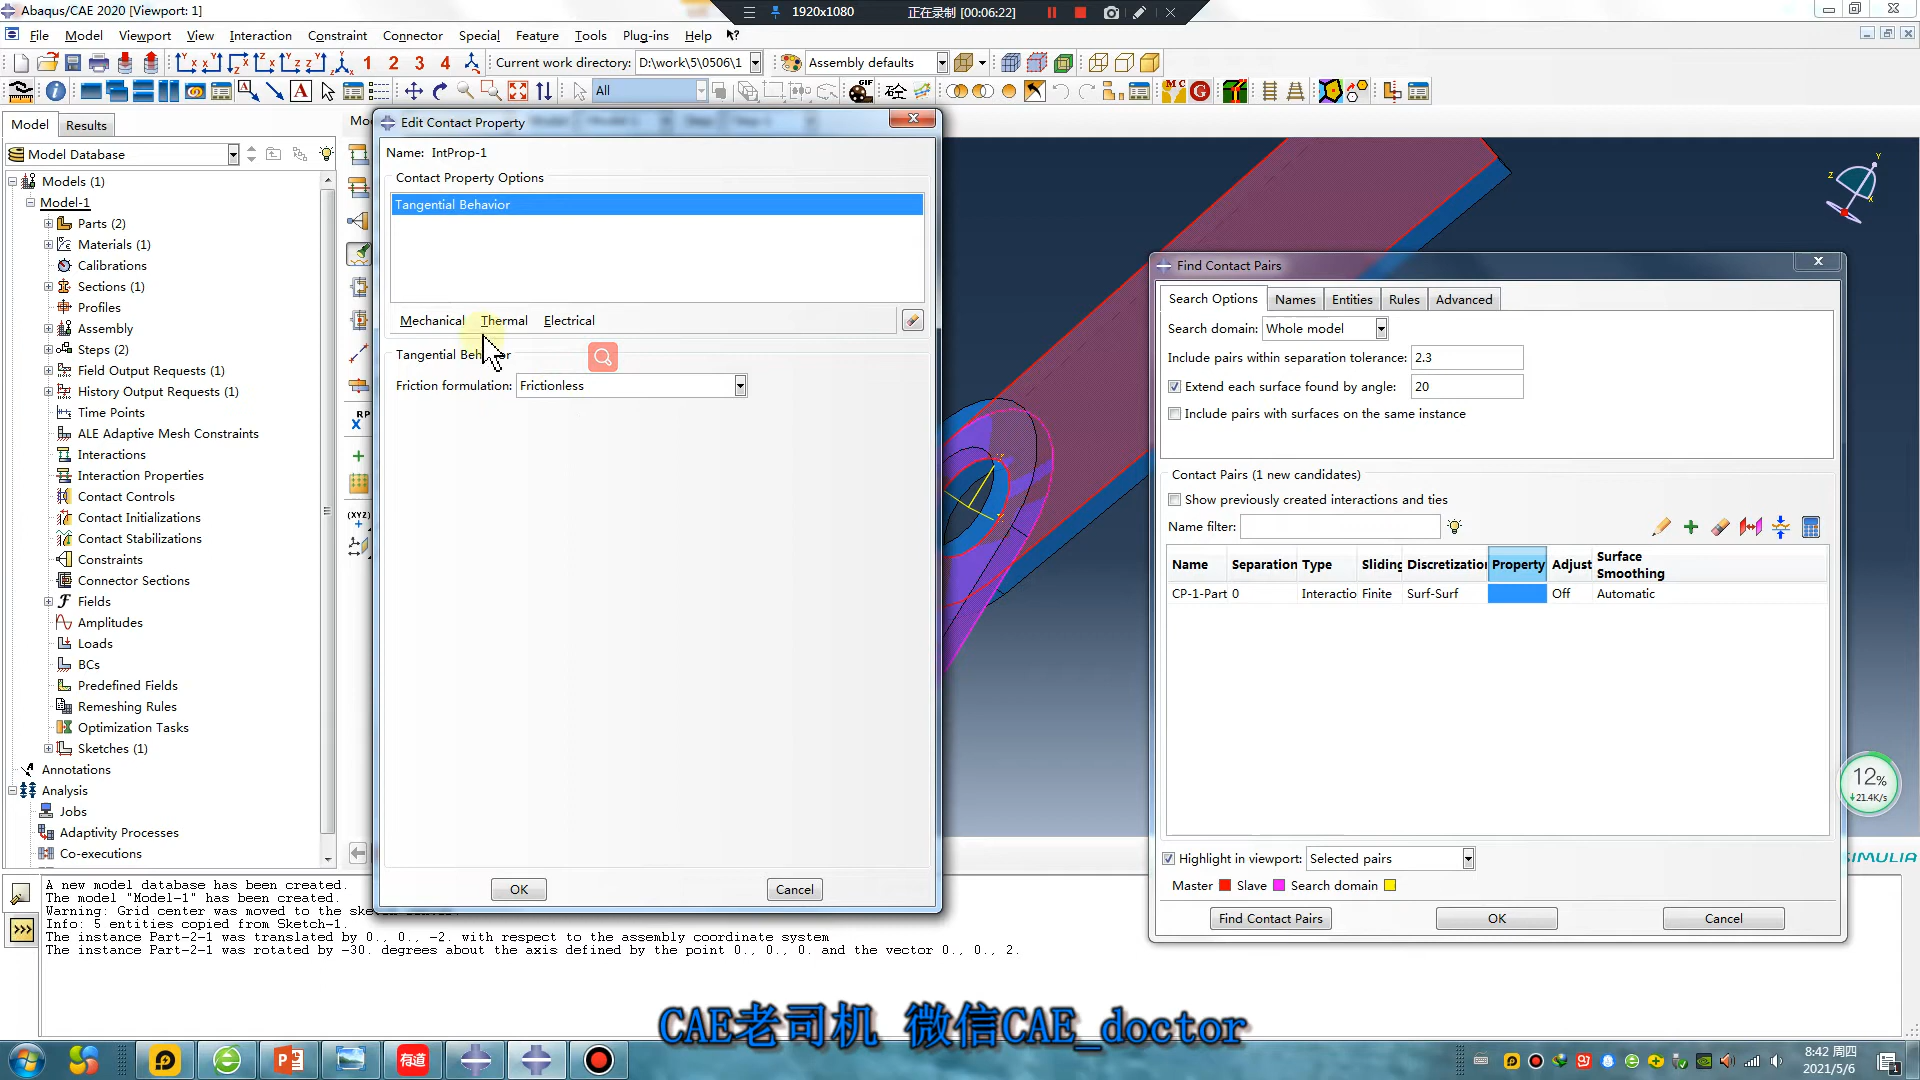 Abaqus/CAE 2020 [Viewport: 1]
1920x1080 正在录制 [00:06:22]
File Model Viewport View Interaction Constraint Connector Special Feature Tools Plug-ins Help
1 2 3 4 Current work directory: D:\work\5\0506\1 Assembly defaults
All
Model Results
Model Database
Models (1)
Model-1
Parts (2)
Materials (1)
Calibrations
Sections (1)
Profiles
Assembly
Steps (2)
Field Output Requests (1)
History Output Requests (1)
Time Points
ALE Adaptive Mesh Constraints
Interactions
Interaction Properties
Contact Controls
Contact Initializations
Contact Stabilizations
Constraints
Connector Sections
Fields
Amplitudes
Loads
BCs
Predefined Fields
Remeshing Rules
Optimization Tasks
Sketches (1)
Annotations
Analysis
Jobs
Adaptivity Processes
Co-executions
Edit Contact Property
Name: IntProp-1
Contact Property Options
Tangential Behavior
Mechanical Thermal Electrical
Tangential
Friction formulation: Frictionless
OK Cancel
Find Contact Pairs
Search Options Names Entities Rules Advanced
Search domain: Whole model
Include pairs within separation tolerance: 2.3
Extend each surface found by angle: 20
Include pairs with surfaces on the same instance
Contact Pairs (1 new candidates)
Show previously created interactions and ties
Name filter:
Name Separation Type Sliding Discretization Property Adjust Surface Smoothing
CP-1-Part 0 Interactio Finite Surf-Surf Off Automatic
Highlight in viewport: Selected pairs
Master Slave Search domain
Find Contact Pairs OK Cancel
12%
21.4K/s
SIMULIA
A new model database has been created.
The model "Model-1" has been created.
Warning: Grid center was moved to the
Info: 5 entities copied from Sketch-1.
The instance Part-2-1 was translated by 0., 0., -2. with respect to the assembly coordinate system
The instance Part-2-1 was rotated by -30. degrees about the axis defined by the point 0., 0., 0. and the vector 0., 0., 2.
CAE老司机 微信CAE_doctor
有道
8:42 周四
2021/5/6